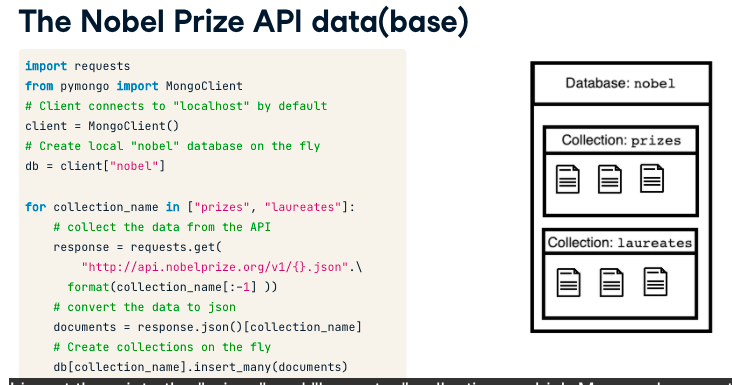 The Nobel Prize API data(base)
import requests
from pymongo import MongoClient
# Client connects to "localhost" by default
client = MongoClient()
# Create local "nobel" database on the fly
db = client["nobel"]
for collection_name in ["prizes", "laureates"]:
    # collect the data from the API
    response = requests.get(
        "http://api.nobelprize.org/v1/{}.json".\
      format(collection_name[:-1] ))
    # convert the data to json
    documents = response.json()[collection_name]
    # Create collections on the fly
    db[collection_name].insert_many(documents)
Database: nobel
Collection: prizes
Collection: laureates